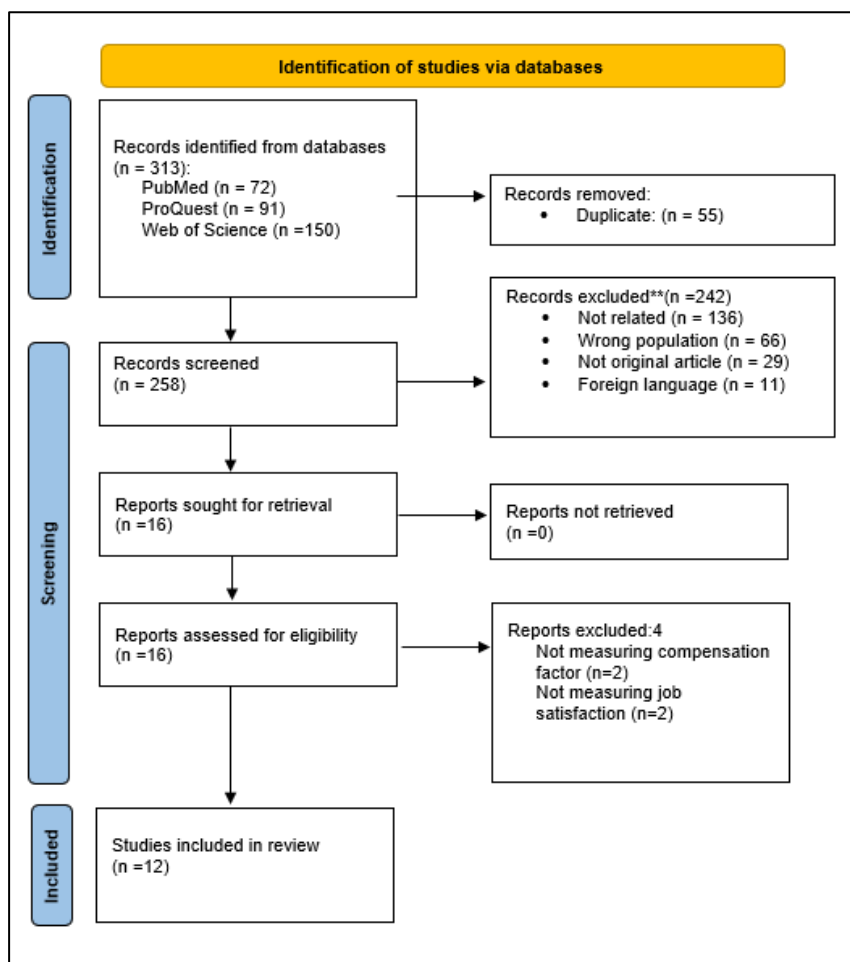 Identification of studies via databases
Identification
Records identified from databases
(n = 313):
PubMed (n = 72)
ProQuest (n = 91)
Web of Science (n =150)
Records removed:
• Duplicate: (n = 55)
Screening
Records screened
(n = 258)
Records excluded**(n =242)
• Not related (n = 136)
• Wrong population (n = 66)
• Not original article (n = 29)
• Foreign language (n = 11)
Reports sought for retrieval
(n =16)
Reports not retrieved
(n =0)
Reports assessed for eligibility
(n =16)
Reports excluded:4
Not measuring compensation
factor (n=2)
Not measuring job
satisfaction (n=2)
Included
Studies included in review
(n =12)